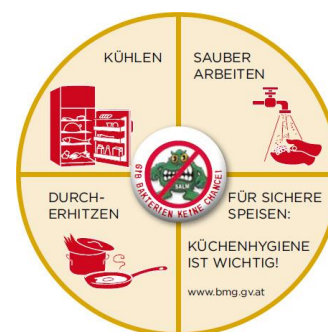 KÜHLEN
SAUBER
ARBEITEN
GIB BAKTERIEN KEINE CHANCE!
SALM
DURCH-
ERHITZEN
FÜR SICHERE
SPEISEN:
KÜCHENHYGIENE
IST WICHTIG!
www.bmg.gv.at